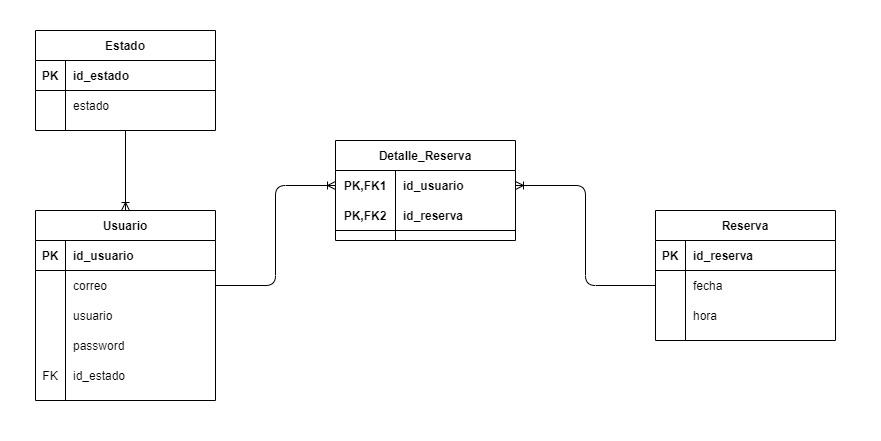 Estado
PK id_estado
estado
Usuario
PK id_usuario
correo
usuario
password
FK id_estado
Detalle_Reserva
PK,FK1 id_usuario
PK,FK2 id_reserva
Reserva
PK id_reserva
fecha
hora